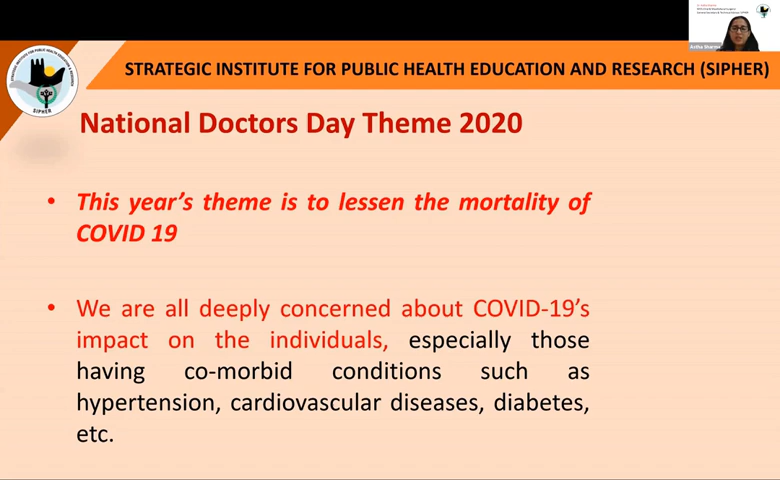 STRATEGIC INSTITUTE FOR PUBLIC HEALTH EDUCATION AND RESEARCH (SIPHER)
SIPHER
National Doctors Day Theme 2020
• This year's theme is to lessen the mortality of
COVID 19
• We are all deeply concerned about COVID-19's
impact on the individuals, especially those
having co-morbid conditions such as
hypertension, cardiovascular diseases, diabetes,
etc.